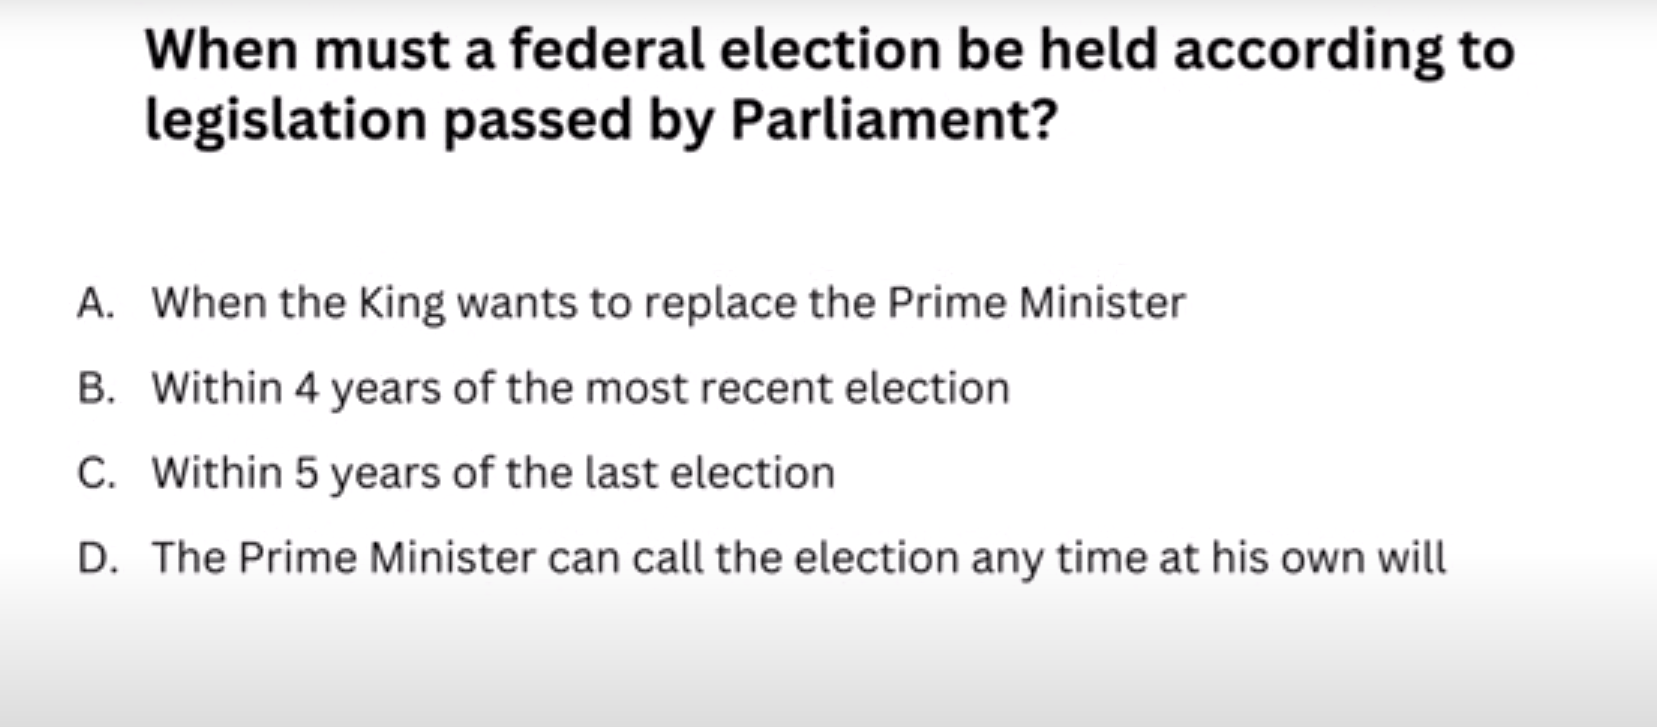 When must a federal election be held according to
legislation passed by Parliament?
A. When the King wants to replace the Prime Minister
B. Within 4 years of the most recent election
C. Within 5 years of the last election
D. The Prime Minister can call the election any time at his own will